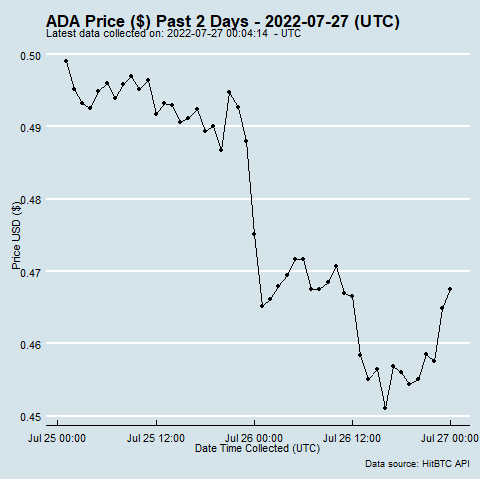 ADA Price ($) Past 2 Days - 2022-07-27 (UTC)
Latest data collected on: 2022-07-27 00:04:14 - UTC
0.50
0.49
0.48
0.47
0.46
0.45
Price USD ($)
Jul 25 00:00 Jul 25 12:00 Jul 26 00:00 Jul 26 12:00 Jul 27 00:00
Date Time Collected (UTC)
Data source: HitBTC API